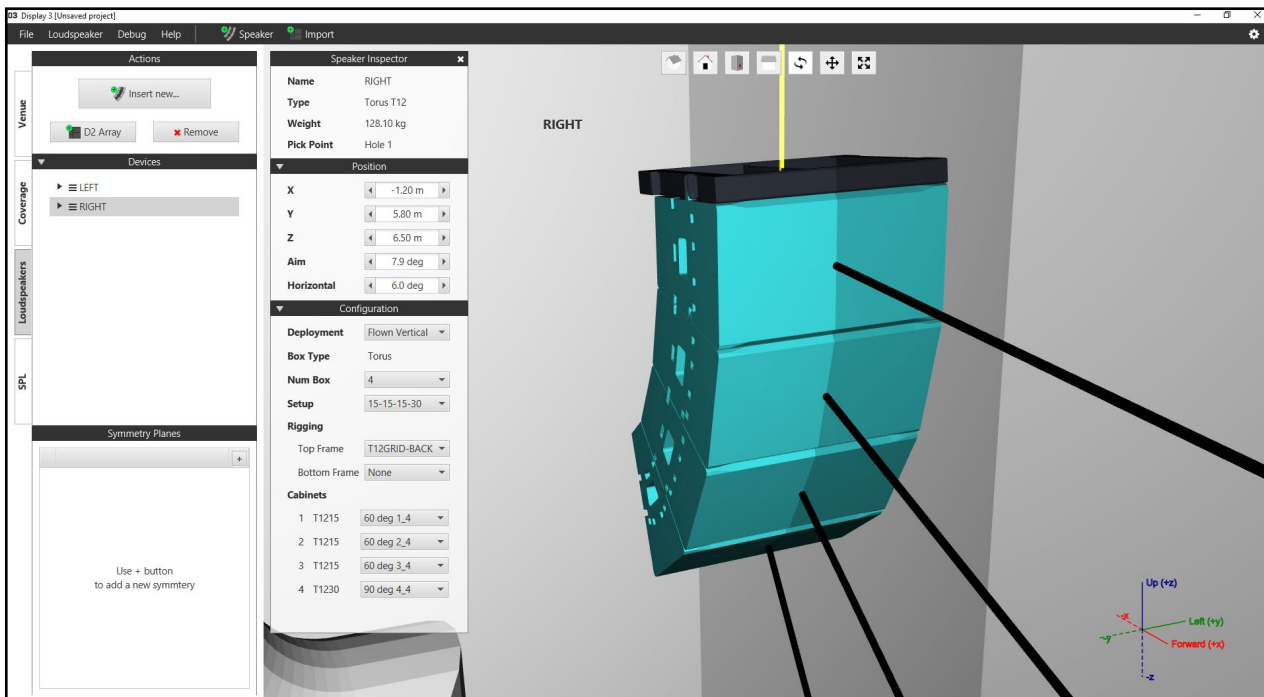 D3 Display 3 [Unsaved project]
File Loudspeaker Debug Help Speaker Import
Actions
Insert new...
D2 Array Remove
Devices
LEFT
RIGHT
Symmetry Planes
+
Use + button
to add a new symmtery
Venue
Coverage
Loudspeakers
SPL
Speaker Inspector
Name RIGHT
Type Torus T12
Weight 128.10 kg
Pick Point Hole 1
Position
X -1.20 m
Y 5.80 m
Z 6.50 m
Aim 7.9 deg
Horizontal 6.0 deg
Configuration
Deployment Flown Vertical
Box Type Torus
Num Box 4
Setup 15-15-15-30
Rigging
Top Frame T12GRID-BACK
Bottom Frame None
Cabinets
1 T1215 60 deg 1_4
2 T1215 60 deg 2_4
3 T1215 60 deg 3_4
4 T1230 90 deg 4_4
RIGHT
Up (+z)
-x
Left (+y)
-y
Forward (+x)
-z